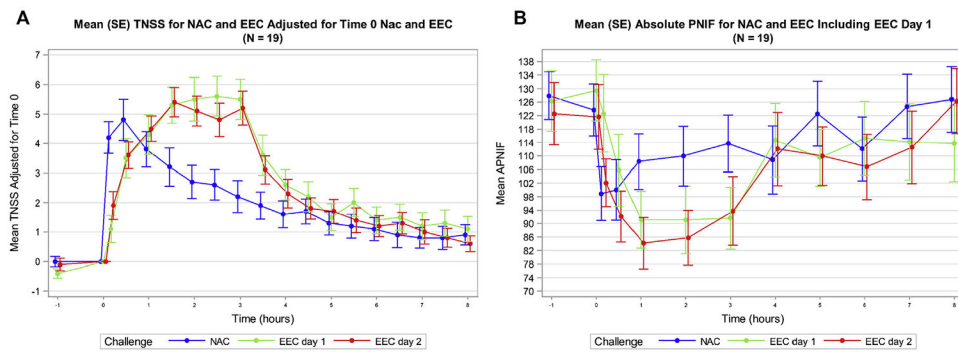 A
Mean (SE) TNSS for NAC and EEC Adjusted for Time 0 Nac and EEC
(N = 19)
Mean TNSS Adjusted for Time 0
7
6
5
4
3
2
1
0
-1
-1 0 1 2 3 4 5 6 7 8
Time (hours)
Challenge NAC EEC day 1 EEC day 2
B
Mean (SE) Absolute PNIF for NAC and EEC Including EEC Day 1
(N = 19)
Mean APNIF
138
134
130
126
122
118
114
110
106
102
98
94
90
86
82
78
74
70
-1 0 1 2 3 4 5 6 7 8
Time (hours)
Challenge NAC EEC day 1 EEC day 2